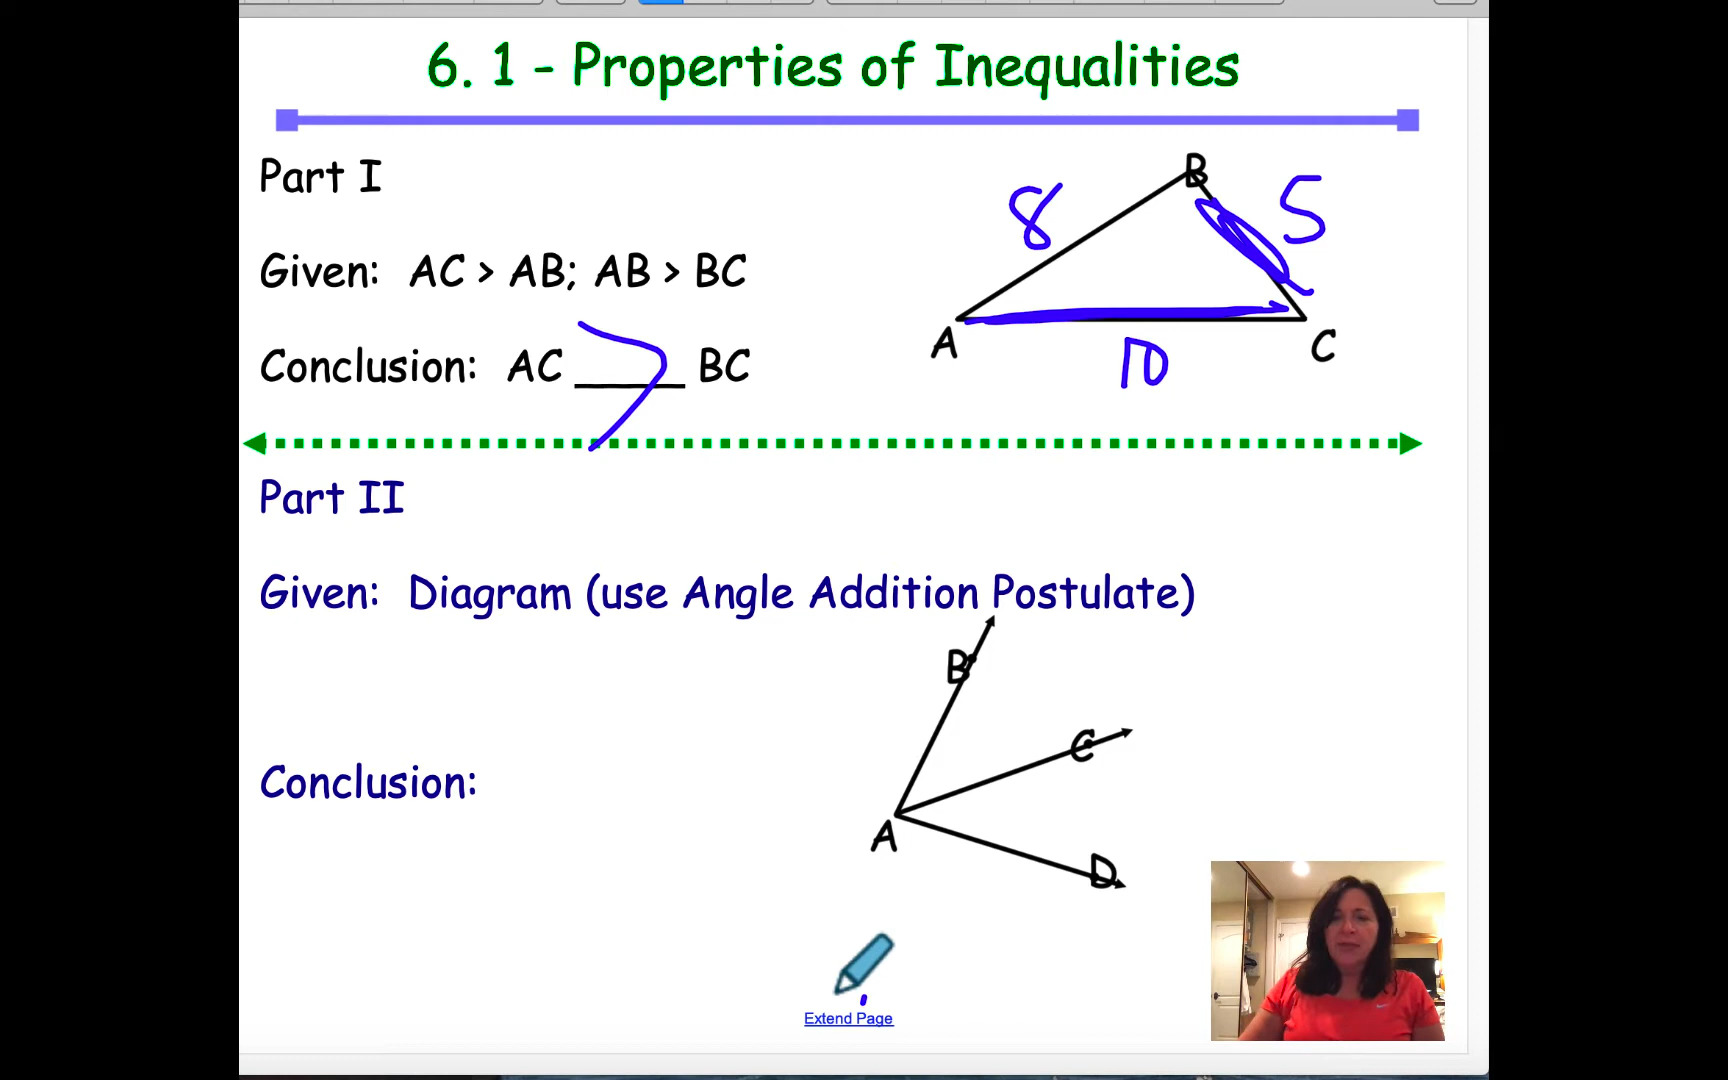 6. 1 - Properties of Inequalities
Part I
B
8
5
Given: AC > AB; AB > BC
A
C
10
Conclusion: AC > BC
Part II
Given: Diagram (use Angle Addition Postulate)
B
C
Conclusion:
A
D
Extend Page